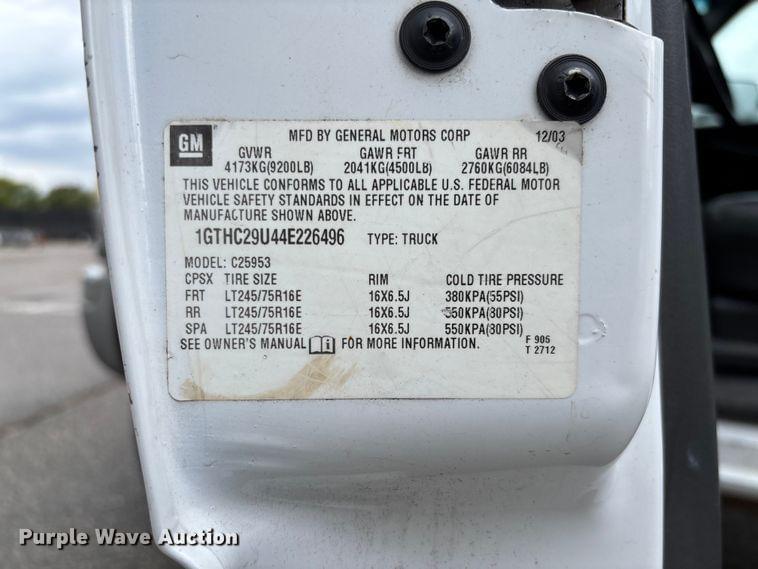 GM MFD BY GENERAL MOTORS CORP 12/03
GVWR GAWR FRT GAWR RR
4173KG(9200LB) 2041KG(4500LB) 2760KG(6084LB)
THIS VEHICLE CONFORMS TO ALL APPLICABLE U.S. FEDERAL MOTOR
VEHICLE SAFETY STANDARDS IN EFFECT ON THE DATE OF
MANUFACTURE SHOWN ABOVE.
1GTHC29U44E226496 TYPE: TRUCK
MODEL: C25953
CPSX TIRE SIZE RIM COLD TIRE PRESSURE
FRT LT245/75R16E 16X6.5J 380KPA(55PSI)
RR LT245/75R16E 16X6.5J 550KPA(80PSI)
SPA LT245/75R16E 16X6.5J 550KPA(80PSI)
SEE OWNER'S MANUAL FOR MORE INFORMATION.
F 905
T 2712
Purple Wave Auction